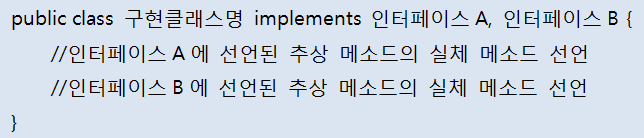 public class 구현클래스명 implements 인터페이스 A, 인터페이스 B {
//인터페이스 A 에 선언된 추상 메소드의 실체 메소드 선언
//인터페이스 B 에 선언된 추상 메소드의 실체 메소드 선언
}